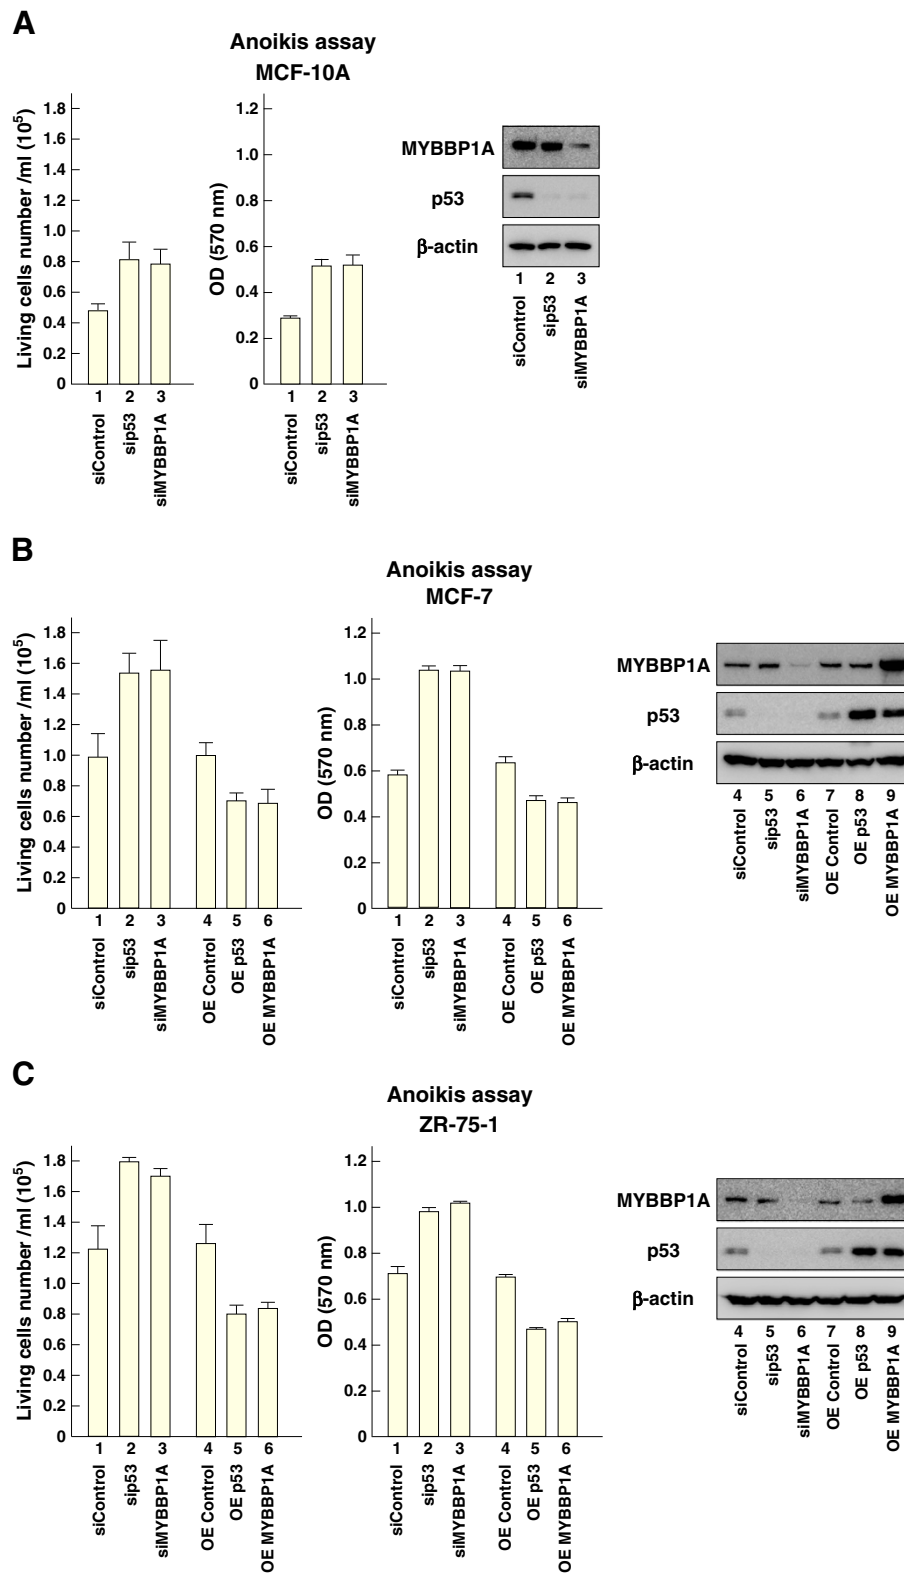 A
Anoikis assay
MCF-10A
Living cells number /ml (10⁵)
1.8
1.6
1.4
1.2
1.0
0.8
0.6
0.4
0.2
0
1 2 3
siControl
sip53
siMYBBP1A
OD (570 nm)
1.2
1.0
0.8
0.6
0.4
0.2
0
1 2 3
siControl
sip53
siMYBBP1A
MYBBP1A
p53
β-actin
1 2 3
siControl
sip53
siMYBBP1A
B
Anoikis assay
MCF-7
Living cells number /ml (10⁵)
1.8
1.6
1.4
1.2
1.0
0.8
0.6
0.4
0.2
0
1 2 3 4 5 6
siControl
sip53
siMYBBP1A
OE Control
OE p53
OE MYBBP1A
OD (570 nm)
1.2
1.0
0.8
0.6
0.4
0.2
0
1 2 3 4 5 6
siControl
sip53
siMYBBP1A
OE Control
OE p53
OE MYBBP1A
MYBBP1A
p53
β-actin
4 5 6 7 8 9
siControl
sip53
siMYBBP1A
OE Control
OE p53
OE MYBBP1A
C
Anoikis assay
ZR-75-1
Living cells number /ml (10⁵)
1.8
1.6
1.4
1.2
1.0
0.8
0.6
0.4
0.2
0
1 2 3 4 5 6
siControl
sip53
siMYBBP1A
OE Control
OE p53
OE MYBBP1A
OD (570 nm)
1.2
1.0
0.8
0.6
0.4
0.2
0
1 2 3 4 5 6
siControl
sip53
siMYBBP1A
OE Control
OE p53
OE MYBBP1A
MYBBP1A
p53
β-actin
4 5 6 7 8 9
siControl
sip53
siMYBBP1A
OE Control
OE p53
OE MYBBP1A